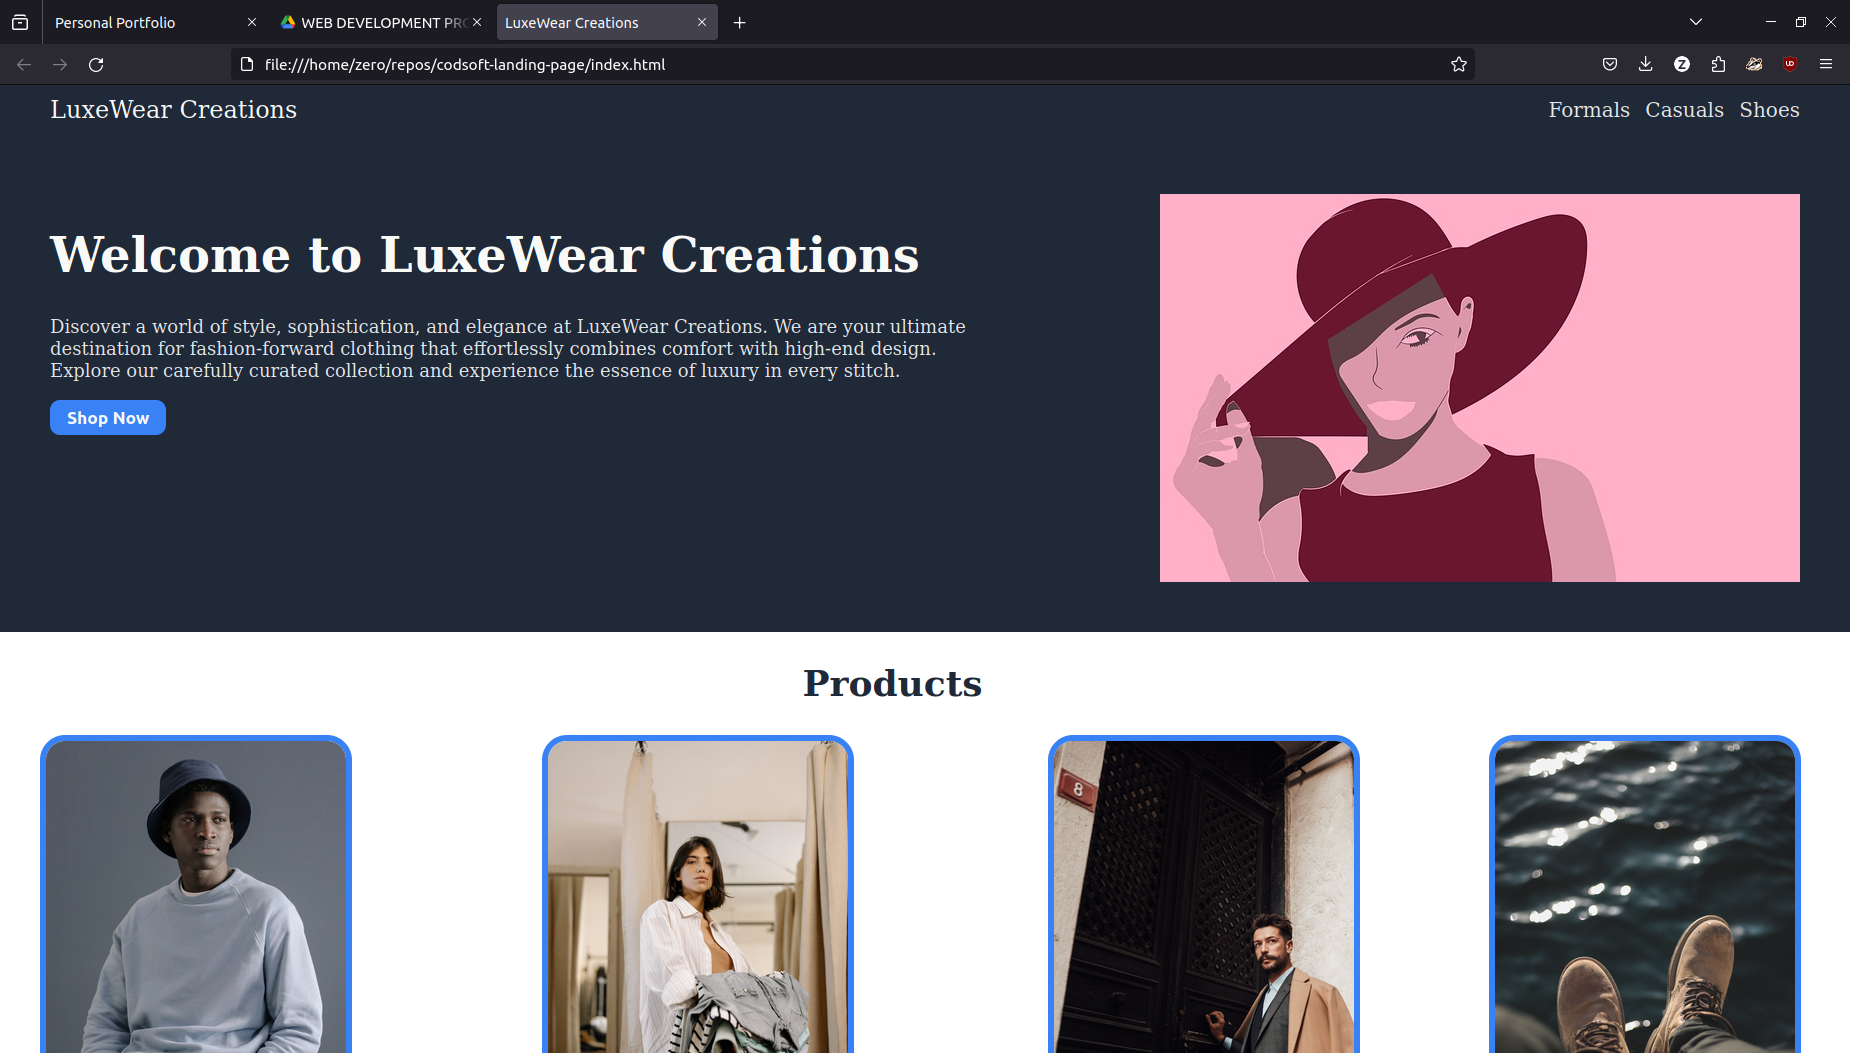 Personal Portfolio
WEB DEVELOPMENT PRO
LuxeWear Creations
file:///home/zero/repos/codsoft-landing-page/index.html
Z
UD
LuxeWear Creations
Formals Casuals Shoes
Welcome to LuxeWear Creations
Discover a world of style, sophistication, and elegance at LuxeWear Creations. We are your ultimate
destination for fashion-forward clothing that effortlessly combines comfort with high-end design.
Explore our carefully curated collection and experience the essence of luxury in every stitch.
Shop Now
Products
8